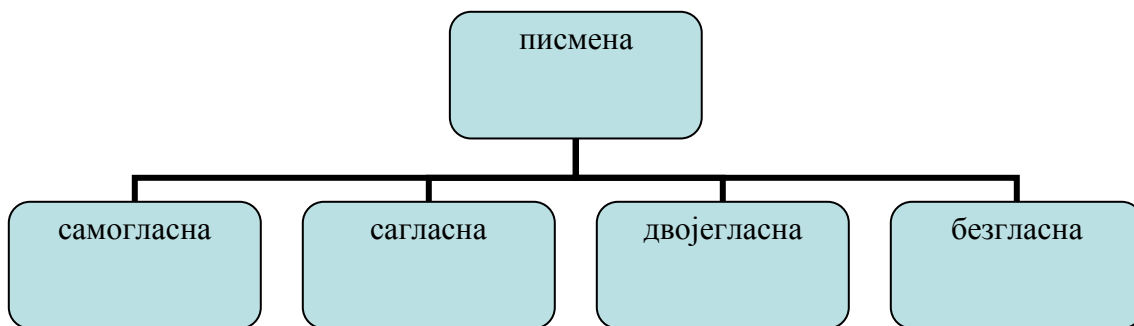 писмена
самогласна
сагласна
двојегласна
безгласна